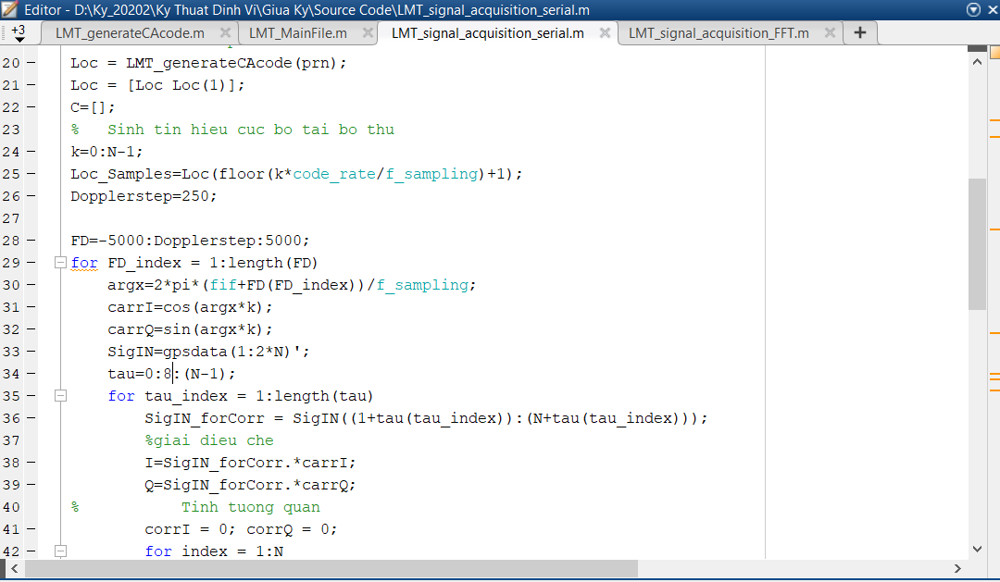 Editor - D:\Ky_20202\Ky Thuat Dinh Vi\Giua Ky\Source Code\LMT_signal_acquisition_serial.m
+3 LMT_generateCAcode.m LMT_MainFile.m LMT_signal_acquisition_serial.m LMT_signal_acquisition_FFT.m +
20 – Loc = LMT_generateCAcode(prn);
21 – Loc = [Loc Loc(1)];
22 – C=[];
23 % Sinh tin hieu cuc bo tai bo thu
24 – k=0:N-1;
25 – Loc_Samples=Loc(floor(k*code_rate/f_sampling)+1);
26 – Dopplerstep=250;
27
28 – FD=-5000:Dopplerstep:5000;
29 – for FD_index = 1:length(FD)
30 – argx=2*pi*(fif+FD(FD_index))/f_sampling;
31 – carrI=cos(argx*k);
32 – carrQ=sin(argx*k);
33 – SigIN=gpsdata(1:2*N)';
34 – tau=0:8:(N-1);
35 – for tau_index = 1:length(tau)
36 – SigIN_forCorr = SigIN((1+tau(tau_index)):(N+tau(tau_index)));
37 %giai dieu che
38 – I=SigIN_forCorr.*carrI;
39 – Q=SigIN_forCorr.*carrQ;
40 % Tinh tuong quan
41 – corrI = 0; corrQ = 0;
42 – for index = 1:N